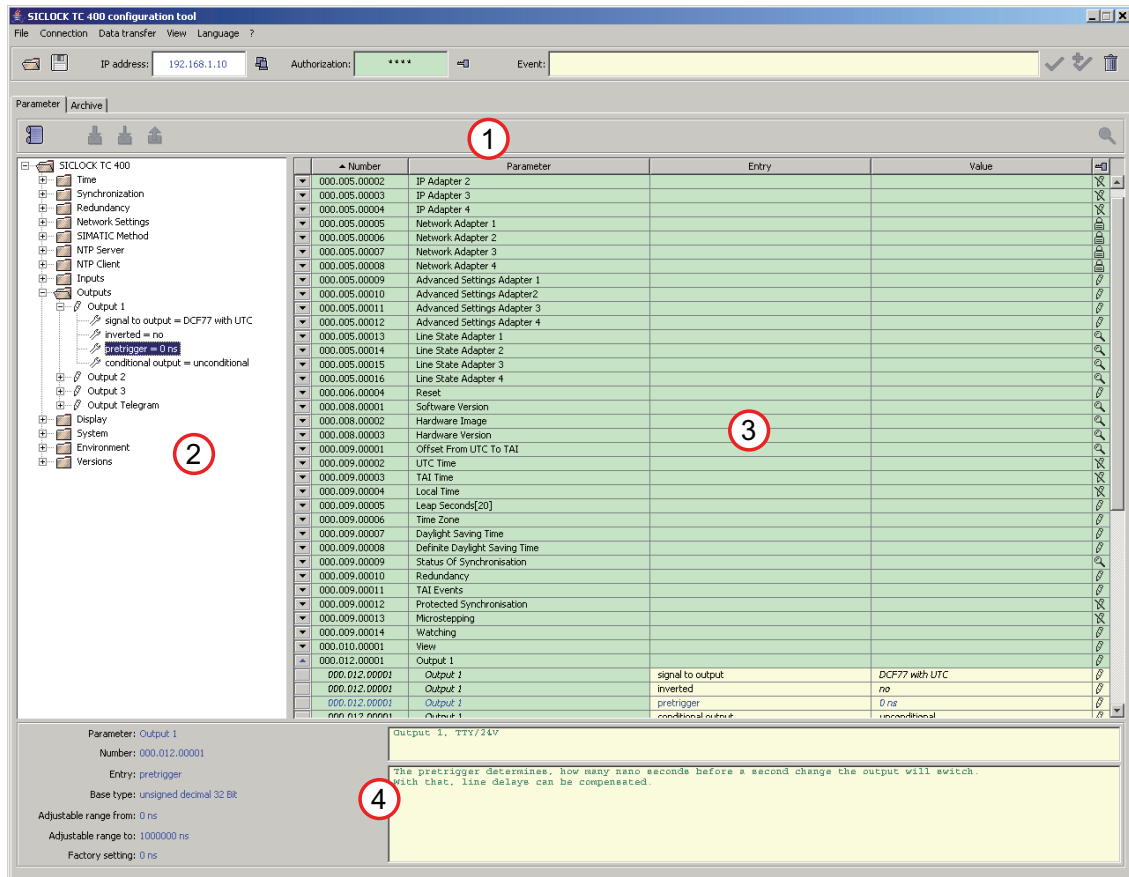 SICLOCK TC 400 configuration tool
File Connection Data transfer View Language ?
IP address: 192.168.1.10 Authorization: **** Event:
Parameter Archive
1
SICLOCK TC 400
Time
Synchronization
Redundancy
Network Settings
SIMATIC Method
NTP Server
NTP Client
Inputs
Outputs
Output 1
signal to output = DCF77 with UTC
inverted = no
pretrigger = 0 ns
conditional output = unconditional
Output 2
Output 3
Output Telegram
Display
System
Environment
Versions
2
Number Parameter Entry Value
000.005.00002 IP Adapter 2
000.005.00003 IP Adapter 3
000.005.00004 IP Adapter 4
000.005.00005 Network Adapter 1
000.005.00006 Network Adapter 2
000.005.00007 Network Adapter 3
000.005.00008 Network Adapter 4
000.005.00009 Advanced Settings Adapter 1
000.005.00010 Advanced Settings Adapter2
000.005.00011 Advanced Settings Adapter 3
000.005.00012 Advanced Settings Adapter 4
000.005.00013 Line State Adapter 1
000.005.00014 Line State Adapter 2
000.005.00015 Line State Adapter 3
000.005.00016 Line State Adapter 4
000.006.00004 Reset
000.008.00001 Software Version
000.008.00002 Hardware Image
000.008.00003 Hardware Version
000.009.00001 Offset From UTC To TAI
000.009.00002 UTC Time
000.009.00003 TAI Time
000.009.00004 Local Time
000.009.00005 Leap Seconds[20]
000.009.00006 Time Zone
000.009.00007 Daylight Saving Time
000.009.00008 Definite Daylight Saving Time
000.009.00009 Status Of Synchronisation
000.009.00010 Redundancy
000.009.00011 TAI Events
000.009.00012 Protected Synchronisation
000.009.00013 Microstepping
000.009.00014 Watching
000.010.00001 View
000.012.00001 Output 1
000.012.00001 Output 1 signal to output DCF77 with UTC
000.012.00001 Output 1 inverted no
000.012.00001 Output 1 pretrigger 0 ns
000.012.00001 Output 1 conditional output unconditional
3
Parameter: Output 1
Number: 000.012.00001
Entry: pretrigger
Base type: unsigned decimal 32 Bit
Adjustable range from: 0 ns
Adjustable range to: 1000000 ns
Factory setting: 0 ns
Output 1, TTY/24V
The pretrigger determines, how many nano seconds before a second change the output will switch.
With that, line delays can be compensated.
4